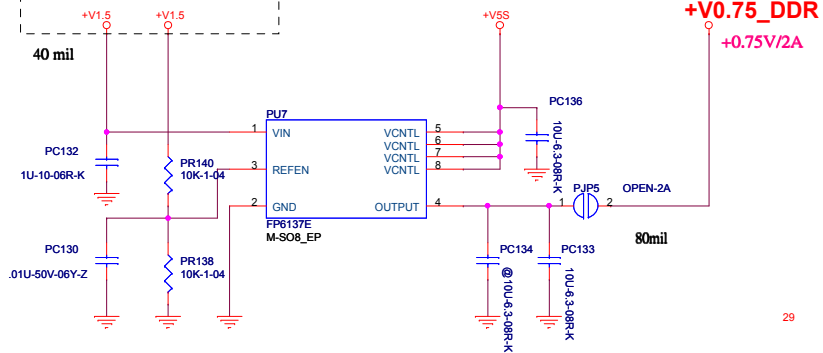 +V1.5
+V1.5
+V5S
+V0.75_DDR
+0.75V/2A
40 mil
PU7
PC136
10U-6.3-08R-K
1
VIN
VCNTL
5
VCNTL
6
VCNTL
7
VCNTL
8
PC132
1U-10-06R-K
PR140
10K-1-04
3
REFEN
2
GND
OUTPUT
4
FP6137E
M-SO8_EP
1
PJP5
2
OPEN-2A
80mil
PC130
.01U-50V-06Y-Z
PR138
10K-1-04
PC134
@10U-6.3-08R-K
PC133
10U-6.3-08R-K
29